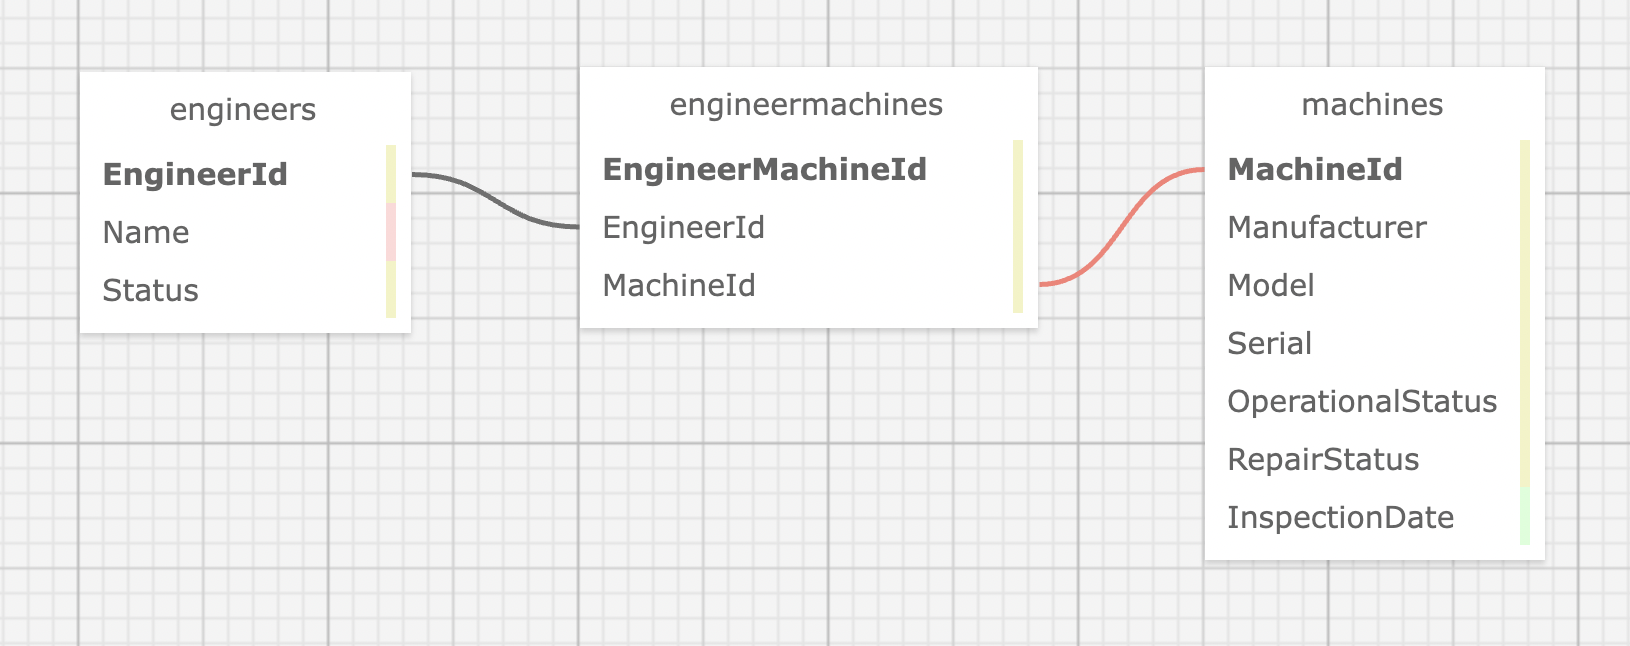 engineers
EngineerId
Name
Status
engineermachines
EngineerMachineId
EngineerId
MachineId
machines
MachineId
Manufacturer
Model
Serial
OperationalStatus
RepairStatus
InspectionDate